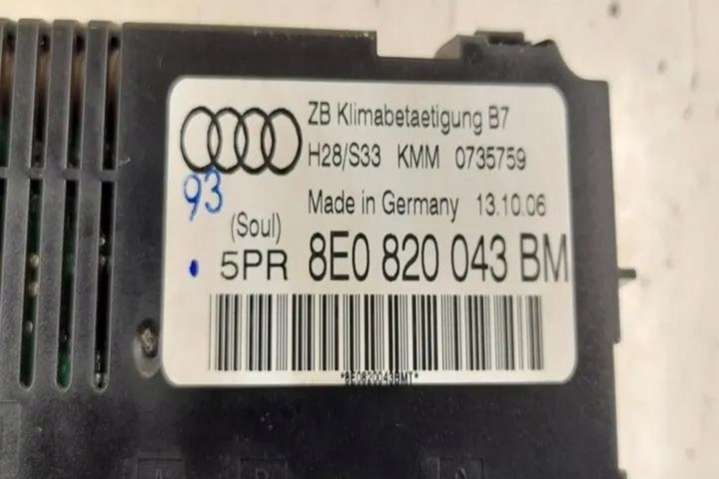 ZB Klimabetaetigung B7
H28/S33 KMM 0735759
93
Made in Germany 13.10.06
(Soul)
5PR 8E0 820 043 BM
*8E0820043BMT*